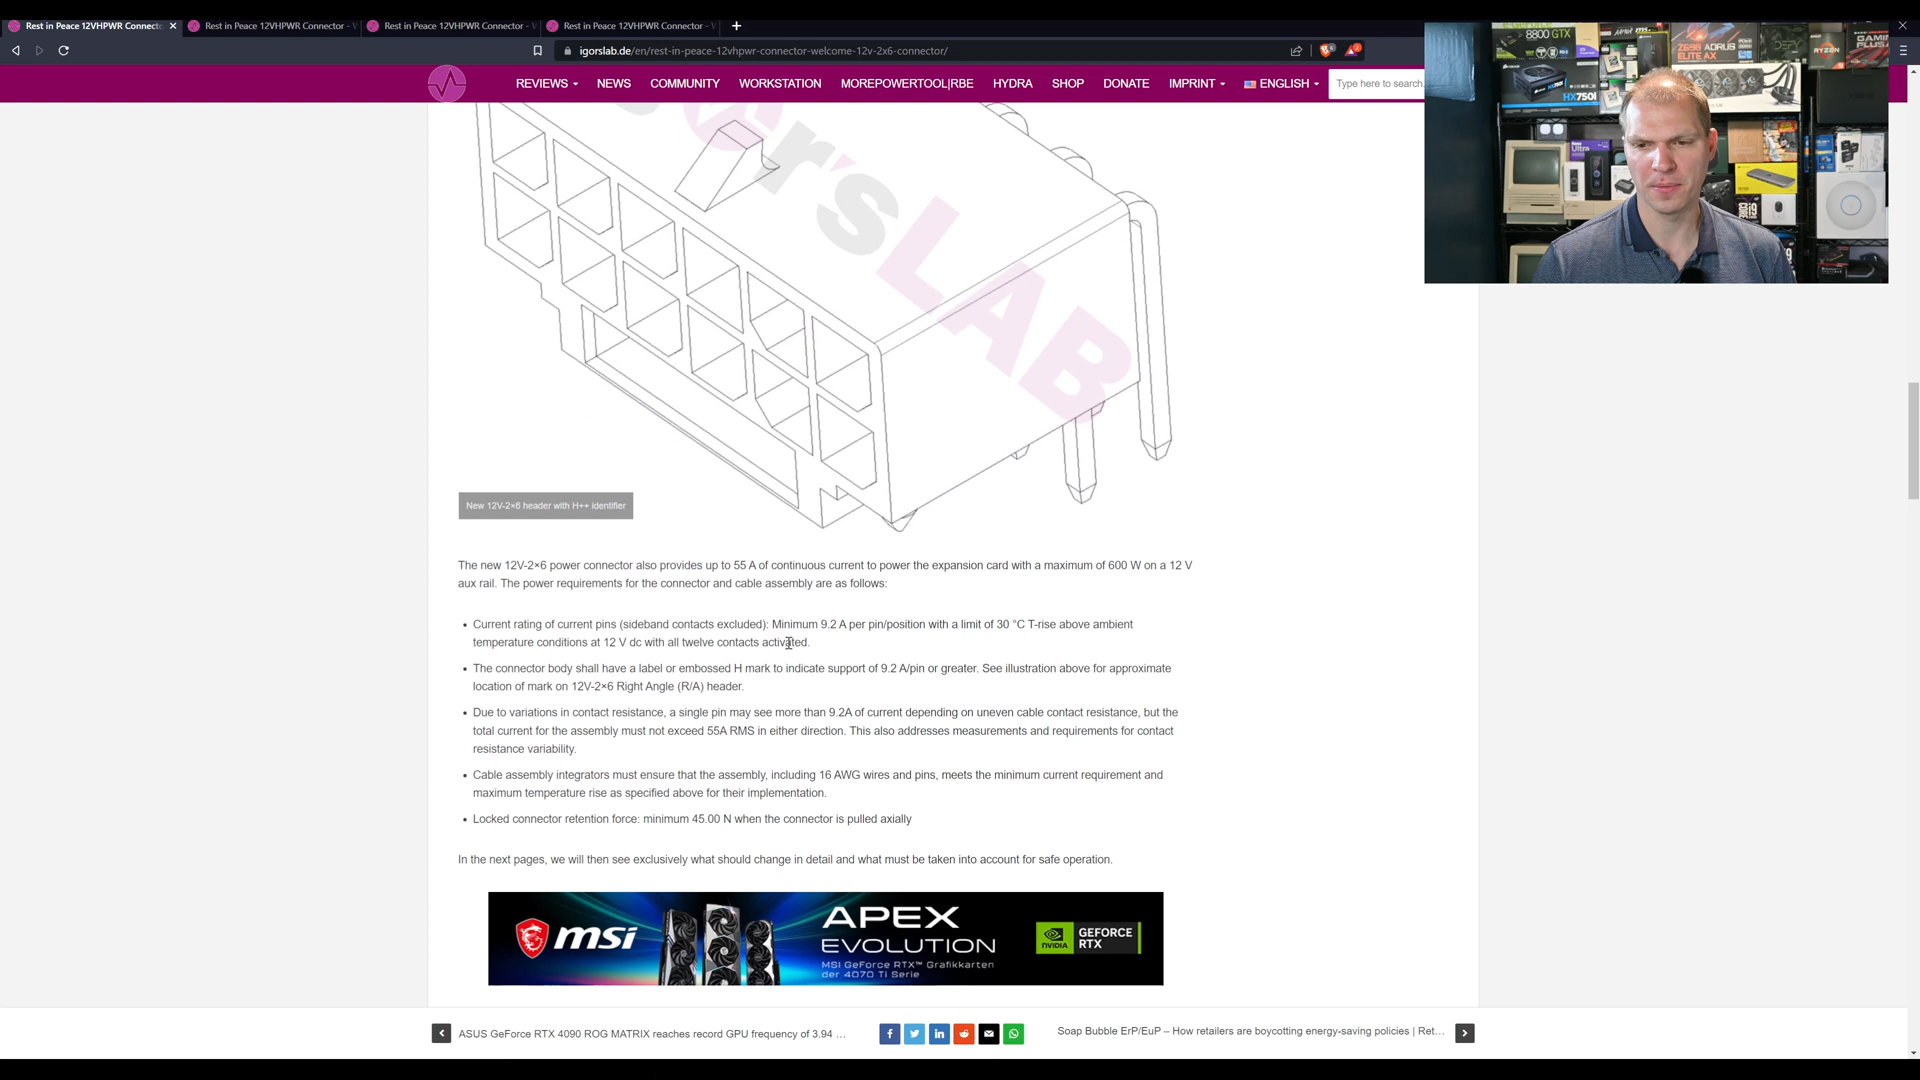 Rest in Peace 12VHPWR Connecto
Rest in Peace 12VHPWR Connector -
Rest in Peace 12VHPWR Connector -
Rest in Peace 12VHPWR Connector -
igorslab.de/en/rest-in-peace-12vhpwr-connector-welcome-12v-2x6-connector/
REVIEWS NEWS COMMUNITY WORKSTATION MOREPOWERTOOL|RBE HYDRA SHOP DONATE IMPRINT ENGLISH Type here to search.
8800 GTX
Z698 AORUS
ELITE AX
RYZEN
GAMING
PLUS
HX750i
Ultra
i9
or'sLAB
New 12V-2×6 header with H++ identifier
The new 12V-2×6 power connector also provides up to 55 A of continuous current to power the expansion card with a maximum of 600 W on a 12 V
aux rail. The power requirements for the connector and cable assembly are as follows:
• Current rating of current pins (sideband contacts excluded): Minimum 9.2 A per pin/position with a limit of 30 °C T-rise above ambient
temperature conditions at 12 V dc with all twelve contacts activated.
• The connector body shall have a label or embossed H mark to indicate support of 9.2 A/pin or greater. See illustration above for approximate
location of mark on 12V-2×6 Right Angle (R/A) header.
• Due to variations in contact resistance, a single pin may see more than 9.2A of current depending on uneven cable contact resistance, but the
total current for the assembly must not exceed 55A RMS in either direction. This also addresses measurements and requirements for contact
resistance variability.
• Cable assembly integrators must ensure that the assembly, including 16 AWG wires and pins, meets the minimum current requirement and
maximum temperature rise as specified above for their implementation.
• Locked connector retention force: minimum 45.00 N when the connector is pulled axially
In the next pages, we will then see exclusively what should change in detail and what must be taken into account for safe operation.
msi
APEX
EVOLUTION
MSI GeForce RTX™ Grafikkarten
der 4070 Ti Serie
NVIDIA
GEFORCE
RTX
ASUS GeForce RTX 4090 ROG MATRIX reaches record GPU frequency of 3.94 ...
Soap Bubble ErP/EuP – How retailers are boycotting energy-saving policies | Ret...